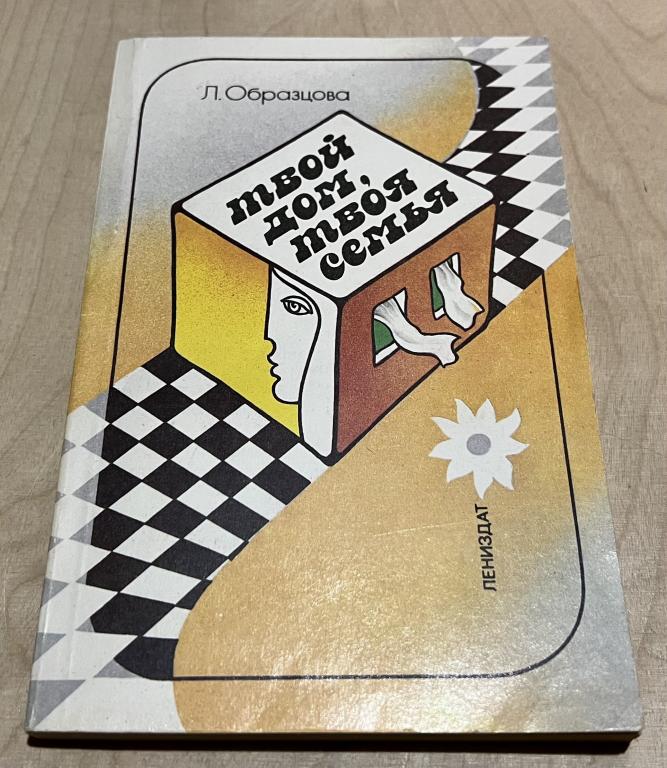 Л. Образцова
твой
дом,
твоя
семья
ЛЕНИЗДАТ